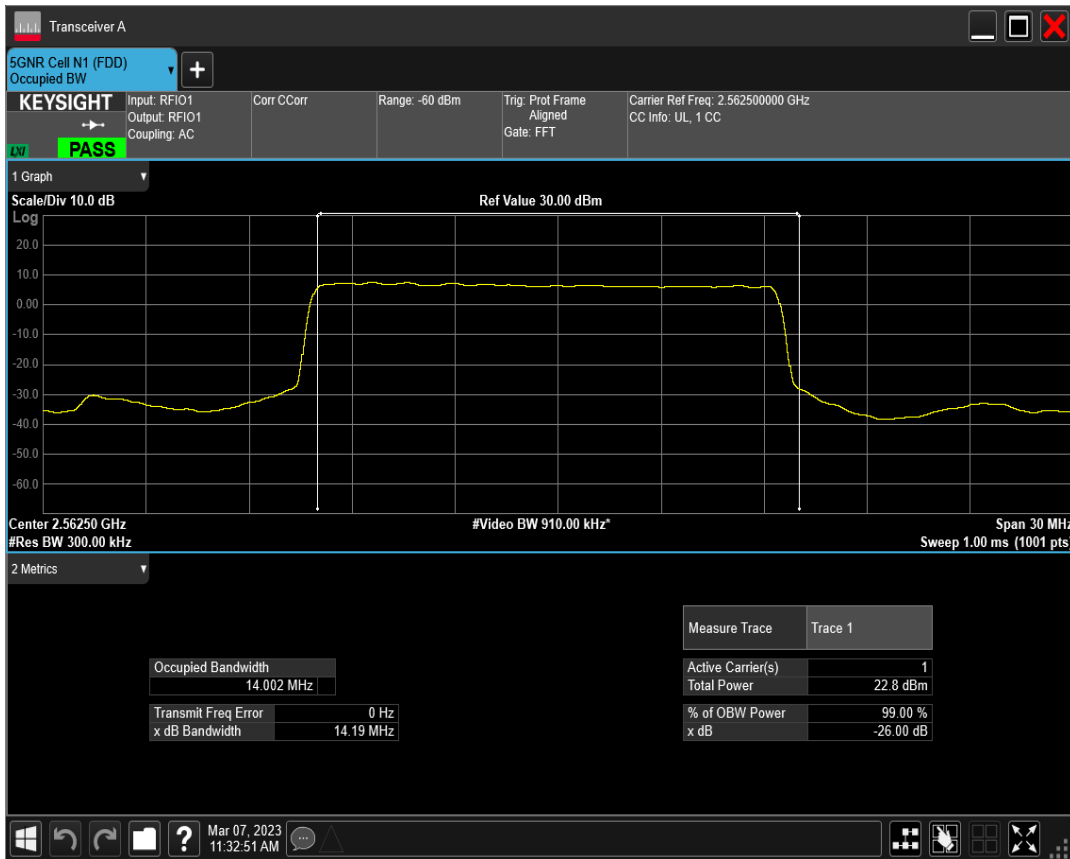 Transceiver A
5GNR Cell N1 (FDD)
Occupied BW
+
KEYSIGHT
LXI
PASS
Input: RFIO1
Output: RFIO1
Coupling: AC
Corr CCorr
Range: -60 dBm
Trig: Prot Frame
Aligned
Gate: FFT
Carrier Ref Freq: 2.562500000 GHz
CC Info: UL, 1 CC
1 Graph
Scale/Div 10.0 dB
Ref Value 30.00 dBm
Log
20.0
10.0
0.00
-10.0
-20.0
-30.0
-40.0
-50.0
-60.0
Center 2.56250 GHz
#Video BW 910.00 kHz*
Span 30 MHz
#Res BW 300.00 kHz
Sweep 1.00 ms (1001 pts)
2 Metrics
Measure Trace Trace 1
Occupied Bandwidth
14.002 MHz
Transmit Freq Error 0 Hz
x dB Bandwidth 14.19 MHz
Active Carrier(s) 1
Total Power 22.8 dBm
% of OBW Power 99.00 %
x dB -26.00 dB
?
Mar 07, 2023
11:32:51 AM